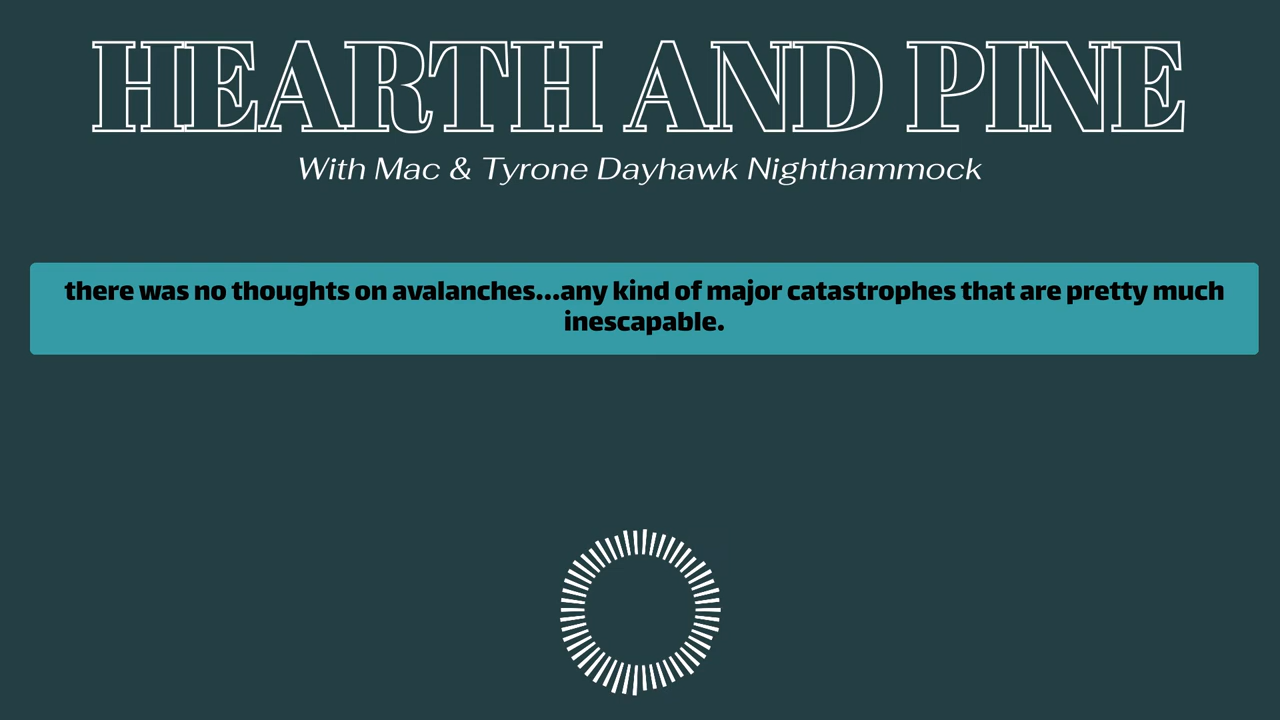 HEARTH AND PINE
With Mac & Tyrone Dayhawk Nighthammock
there was no thoughts on avalanches...any kind of major catastrophes that are pretty much
inescapable.